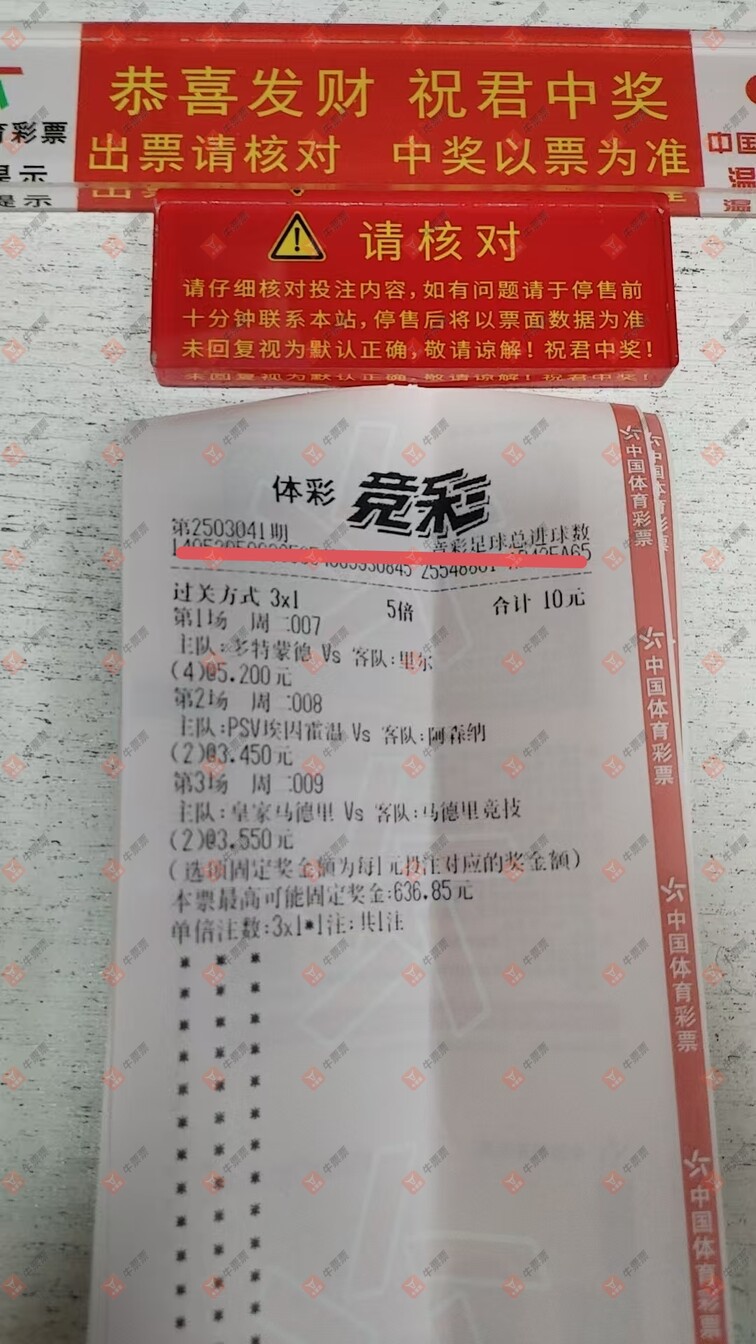 恭喜发财 祝君中奖
出票请核对 中奖以票为准
育彩票
提示
中国
温
请核对
请仔细核对投注内容,如有问题请于停售前
十分钟联系本站,停售后将以票面数据为准
未回复视为默认正确,敬请谅解!祝君中奖!
体彩 竞彩
第2503041期 竞彩足球总进球数
过关方式 3x1 5倍 合计 10元
第1场 周二007
主队:多特蒙德 Vs 客队:里尔
(4)@5.200元
第2场 周二008
主队:PSV埃因霍温 Vs 客队:阿森纳
(2)@3.450元
第3场 周二009
主队:皇家马德里 Vs 客队:马德里竞技
(2)@3.550元
(选项固定奖金额为每1元投注对应的奖金额)
本票最高可能固定奖金:636.85元
单倍注数:3x1*1注;共1注
中国体育彩票
中国体育彩票
中国体育彩票
中国体育彩票
牛票票